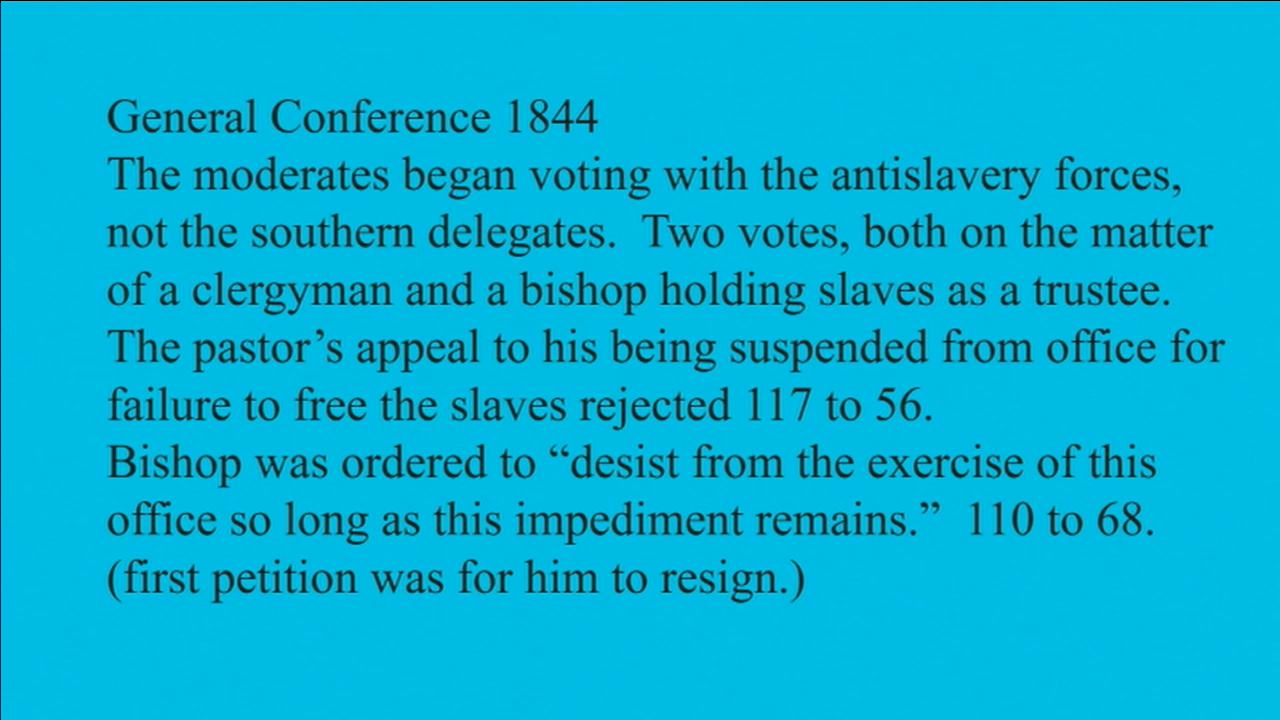 General Conference 1844
The moderates began voting with the antislavery forces,
not the southern delegates.  Two votes, both on the matter
of a clergyman and a bishop holding slaves as a trustee.
The pastor’s appeal to his being suspended from office for
failure to free the slaves rejected 117 to 56.
Bishop was ordered to “desist from the exercise of this
office so long as this impediment remains.”  110 to 68.
(first petition was for him to resign.)